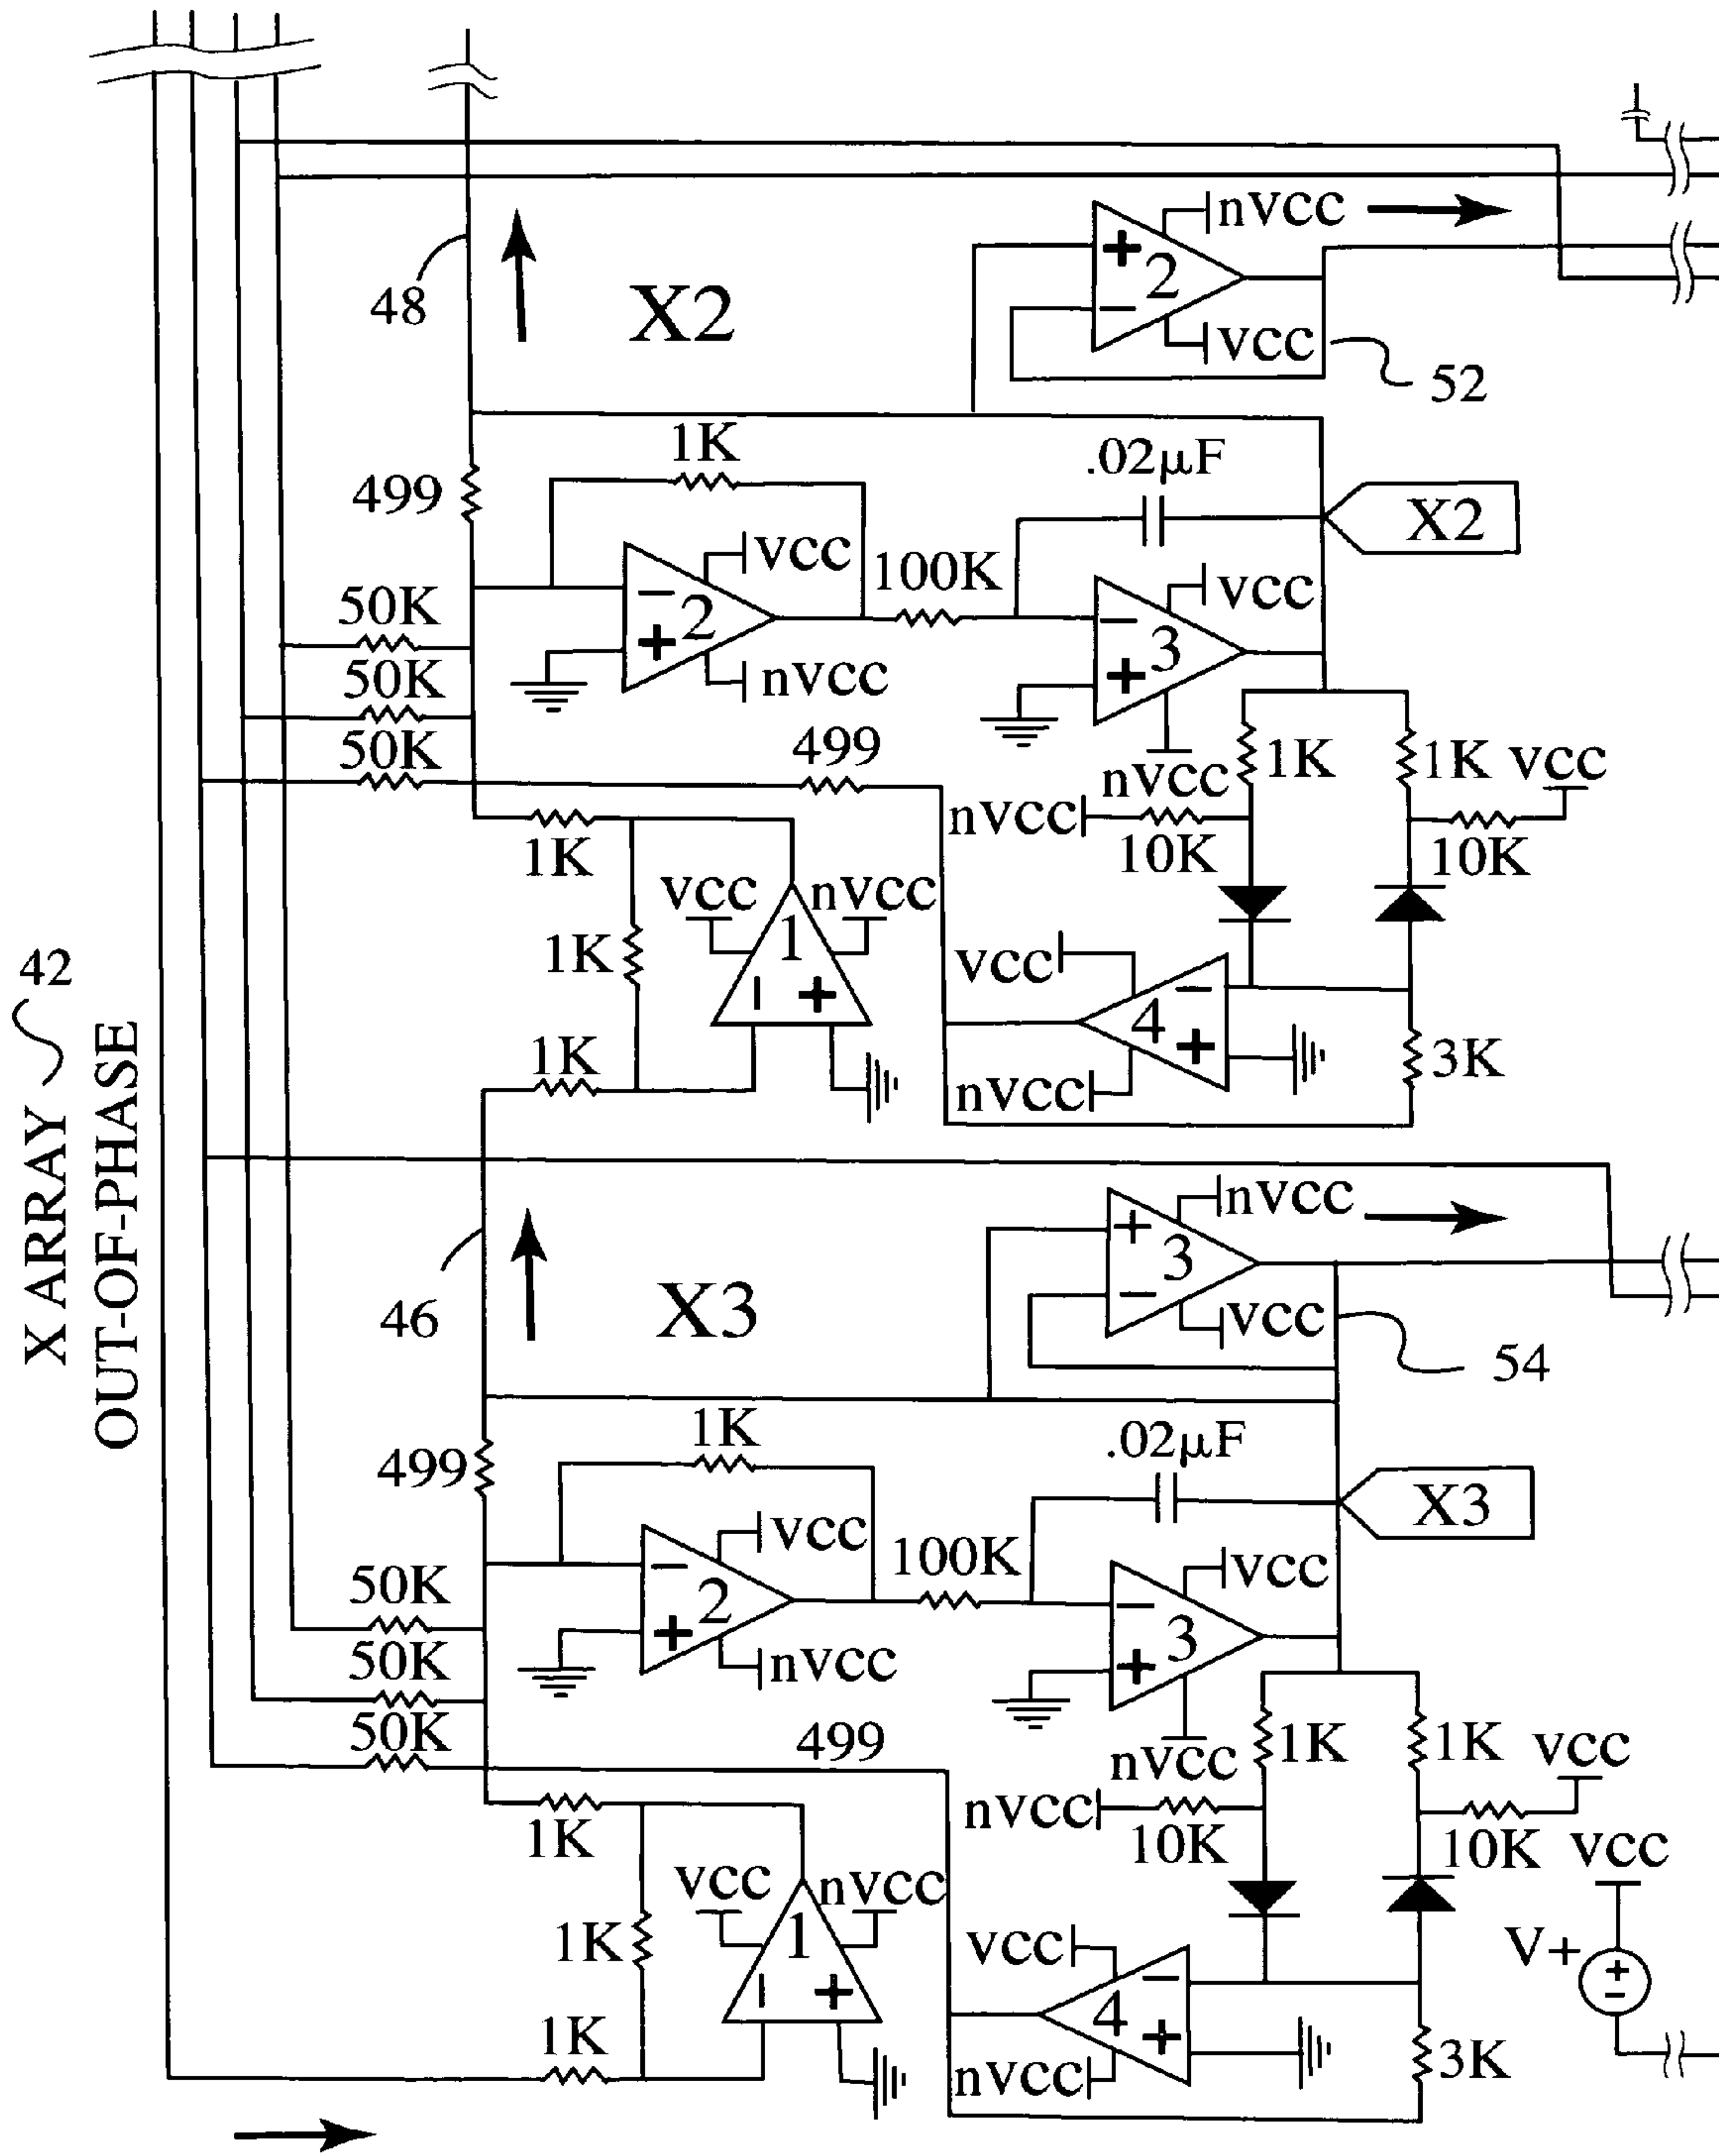 nVCC
48
X2
+
2
−
VCC
52
1K
.02µF
499
X2
VCC
100K
50K
−
2
+
VCC
−
3
+
50K
nVCC
50K
499
1K
1K
VCC
nVCC
nVCC
10K
10K
1K
VCC
nVCC
1
1K
− +
42
VCC
−
4
+
1K
3K
nVCC
X ARRAY
OUT-OF-PHASE
nVCC
+
3
−
46
X3
VCC
54
1K
.02µF
499
X3
VCC
100K
−
2
+
VCC
50K
−
3
+
50K
nVCC
50K
499
1K
1K
VCC
nVCC
nVCC
10K
10K
VCC
1K
VCC
nVCC
1
1K
− +
VCC
−
4
+
V+
+
−
1K
3K
nVCC